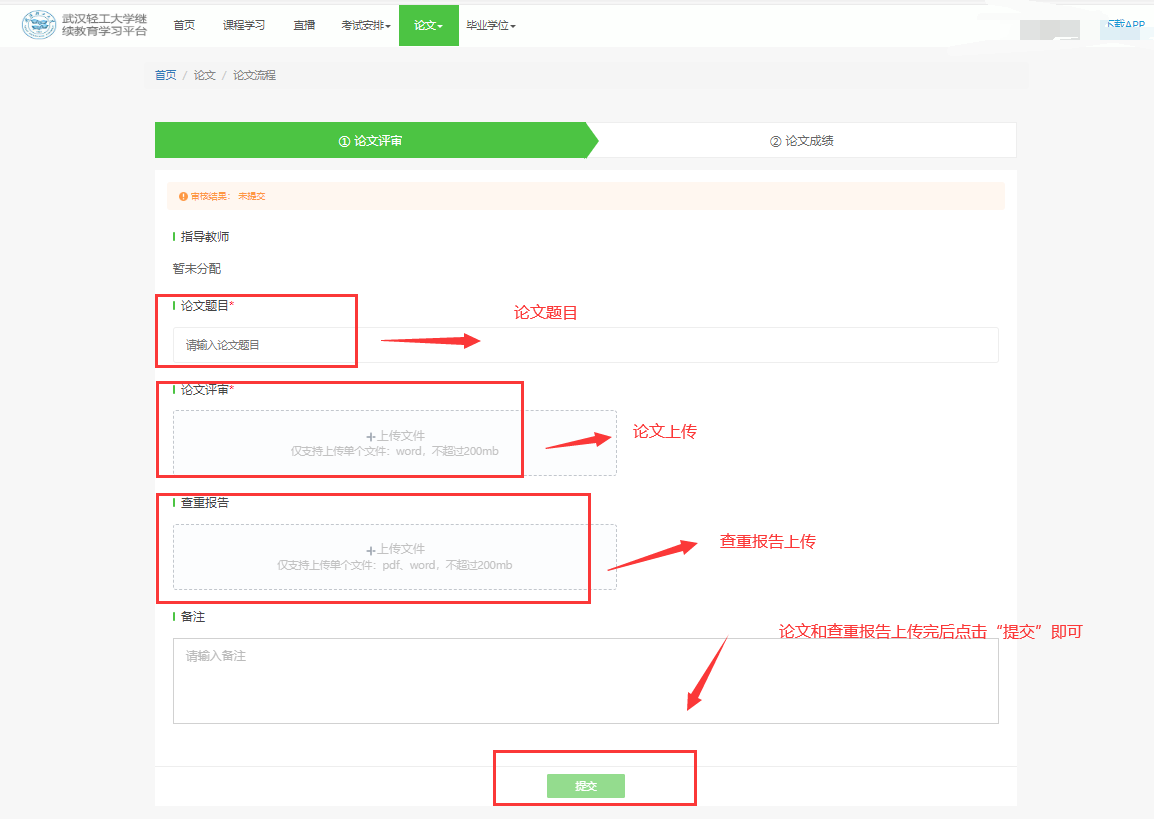 武汉轻工大学继
续教育学习平台
首页
课程学习
直播
考试安排
论文
毕业学位
下载APP
首页 / 论文 / 论文流程
① 论文评审
② 论文成绩
审核结果： 未提交
指导教师
暂未分配
论文题目*
论文题目
请输入论文题目
论文评审*
+上传文件
仅支持上传单个文件：word，不超过200mb
论文上传
查重报告
+上传文件
仅支持上传单个文件：pdf、word，不超过200mb
查重报告上传
备注
论文和查重报告上传完后点击“提交”即可
请输入备注
提交